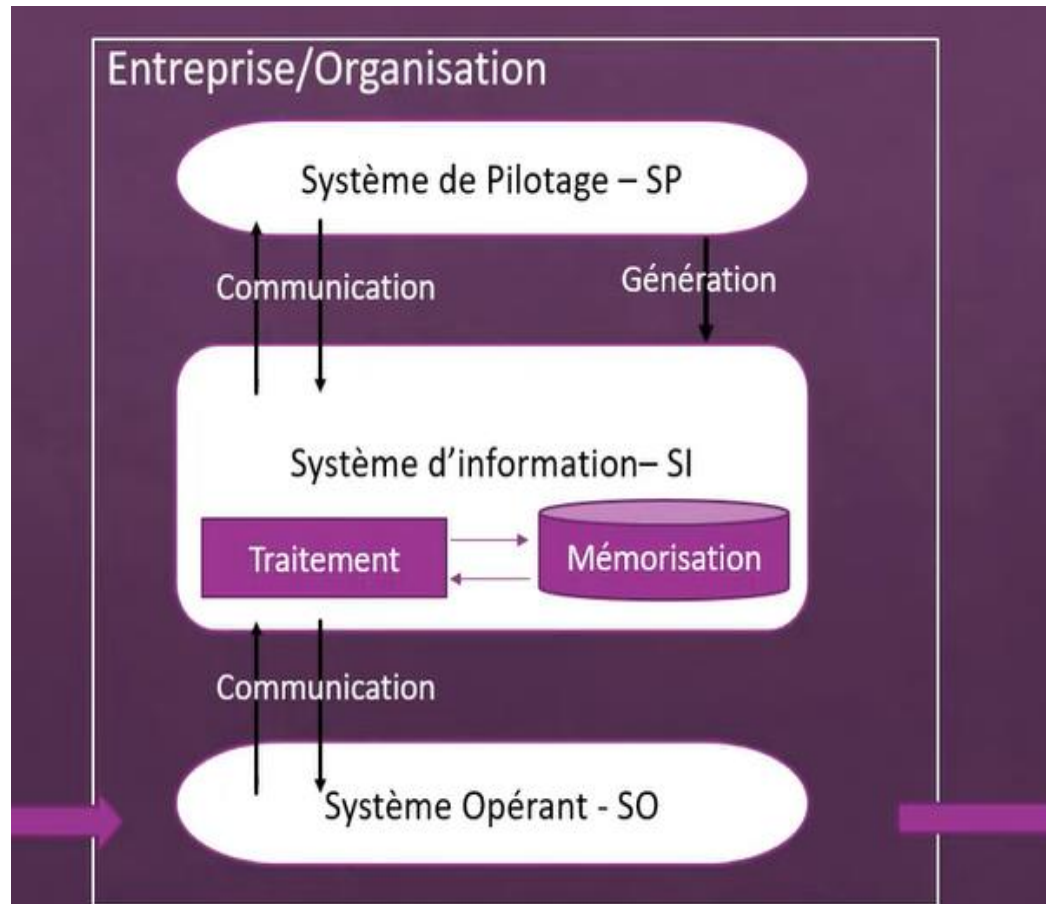 Entreprise/Organisation
Système de Pilotage – SP
Communication
Génération
Système d'information– SI
Traitement
Mémorisation
Communication
Système Opérant - SO